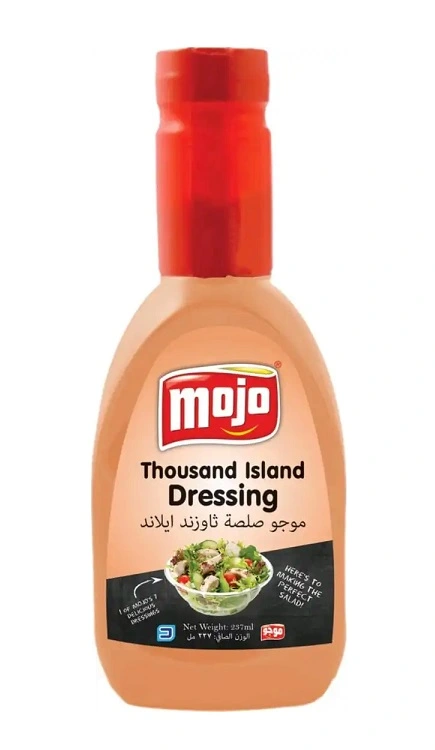 mojo
®
Thousand Island
Dressing
موجو صلصة ثاوزند ايلاند
1 OF MOJO'S 7
DELICIOUS
DRESSINGS
HERE'S TO
MAKING THE
PERFECT
SALAD!
Net Weight: 237ml
الوزن الصافي: ٢٣٧ مل
موجو